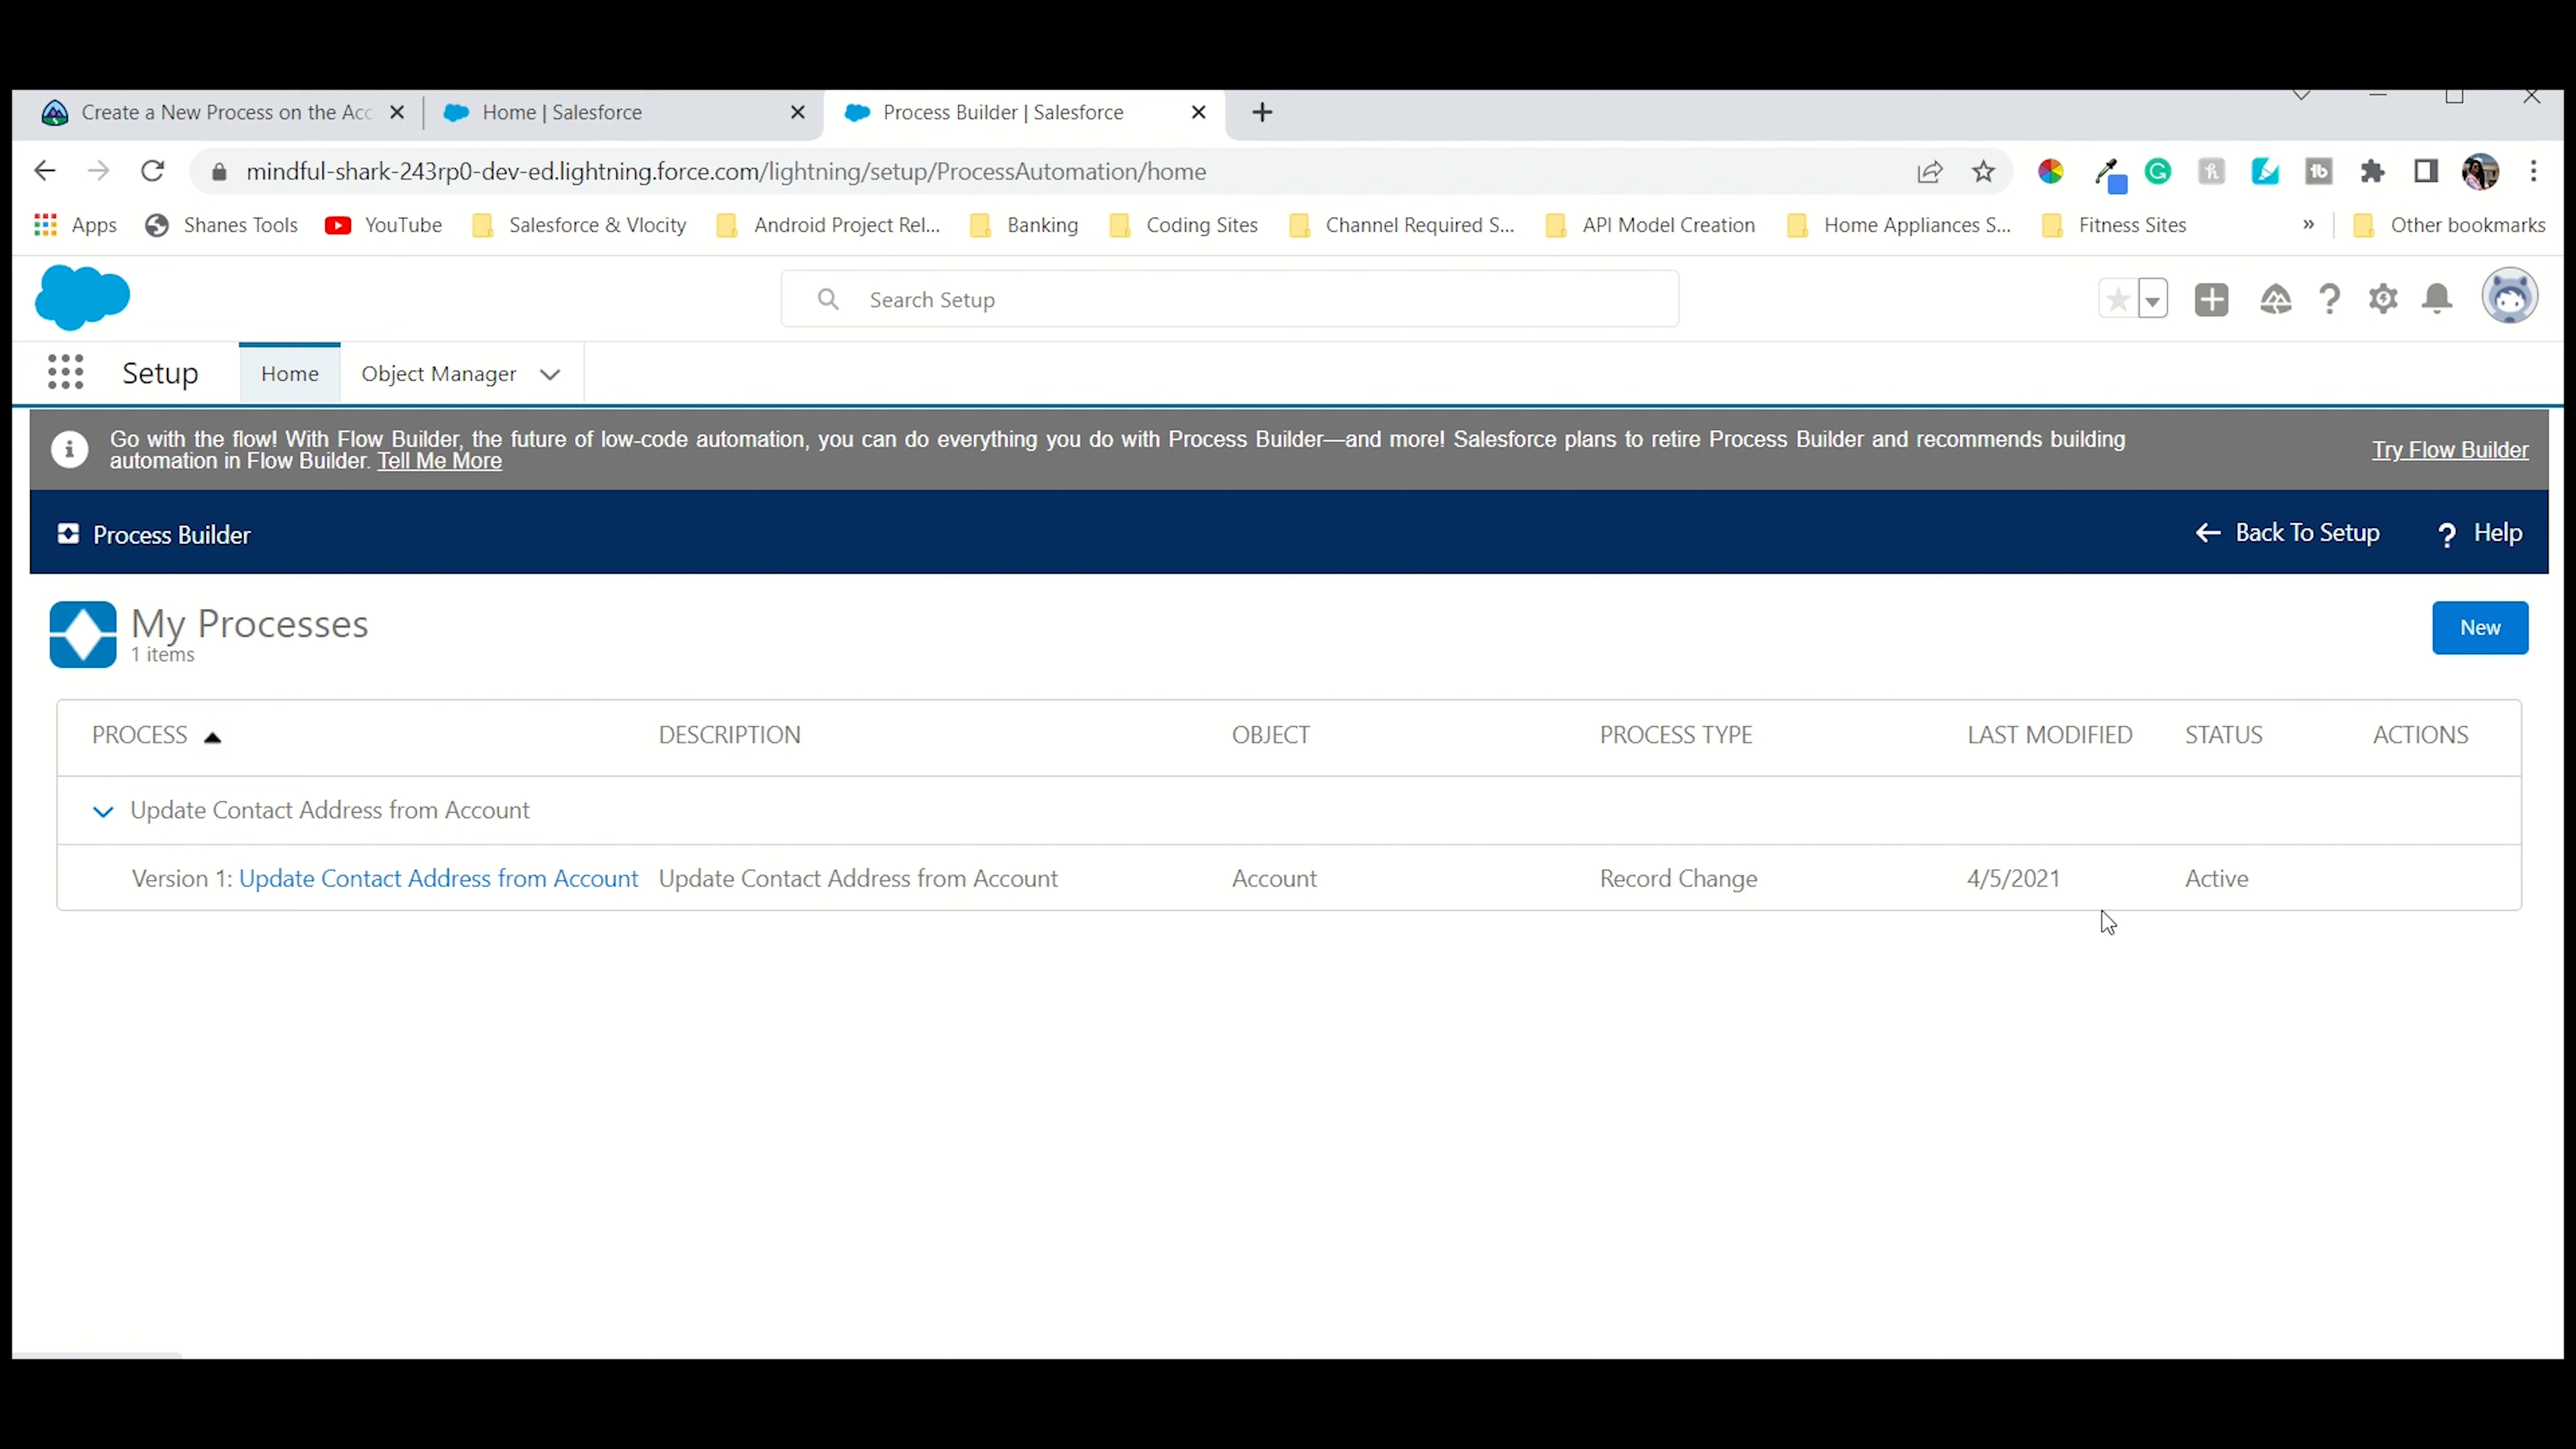 Create a New Process on the Acc
Home | Salesforce
Process Builder | Salesforce
mindful-shark-243rp0-dev-ed.lightning.force.com/lightning/setup/ProcessAutomation/home
Apps
Shanes Tools
YouTube
Salesforce & Vlocity
Android Project Rel...
Banking
Coding Sites
Channel Required S...
API Model Creation
Home Appliances S...
Fitness Sites
»
Other bookmarks
Search Setup
Setup
Home
Object Manager
Go with the flow! With Flow Builder, the future of low-code automation, you can do everything you do with Process Builder—and more! Salesforce plans to retire Process Builder and recommends building
automation in Flow Builder. Tell Me More
Try Flow Builder
Process Builder
Back To Setup
? Help
My Processes
1 items
New
PROCESS DESCRIPTION OBJECT PROCESS TYPE LAST MODIFIED STATUS ACTIONS
Update Contact Address from Account
Version 1: Update Contact Address from Account Update Contact Address from Account Account Record Change 4/5/2021 Active